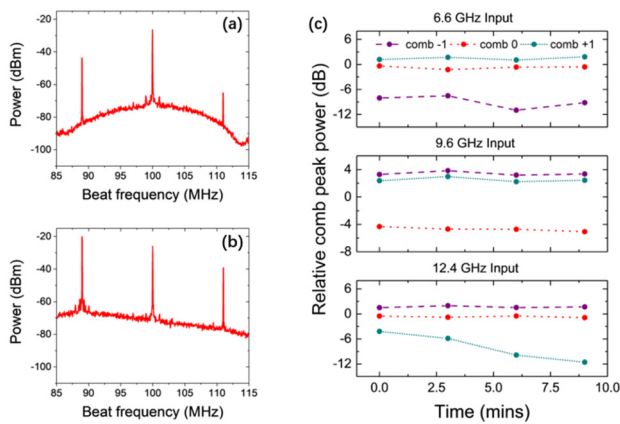 (a)
-20
-40
-60
-80
-100
Power (dBm)
85 90 95 100 105 110 115
Beat frequency (MHz)
(b)
-20
-40
-60
-80
-100
Power (dBm)
85 90 95 100 105 110 115
Beat frequency (MHz)
(c)
Relative comb peak power (dB)
6.6 GHz Input
comb -1 comb 0 comb +1
6
0
-6
-12
9.6 GHz Input
4
0
-4
-8
12.4 GHz Input
6
0
-6
-12
0.0 2.5 5.0 7.5 10.0
Time (mins)